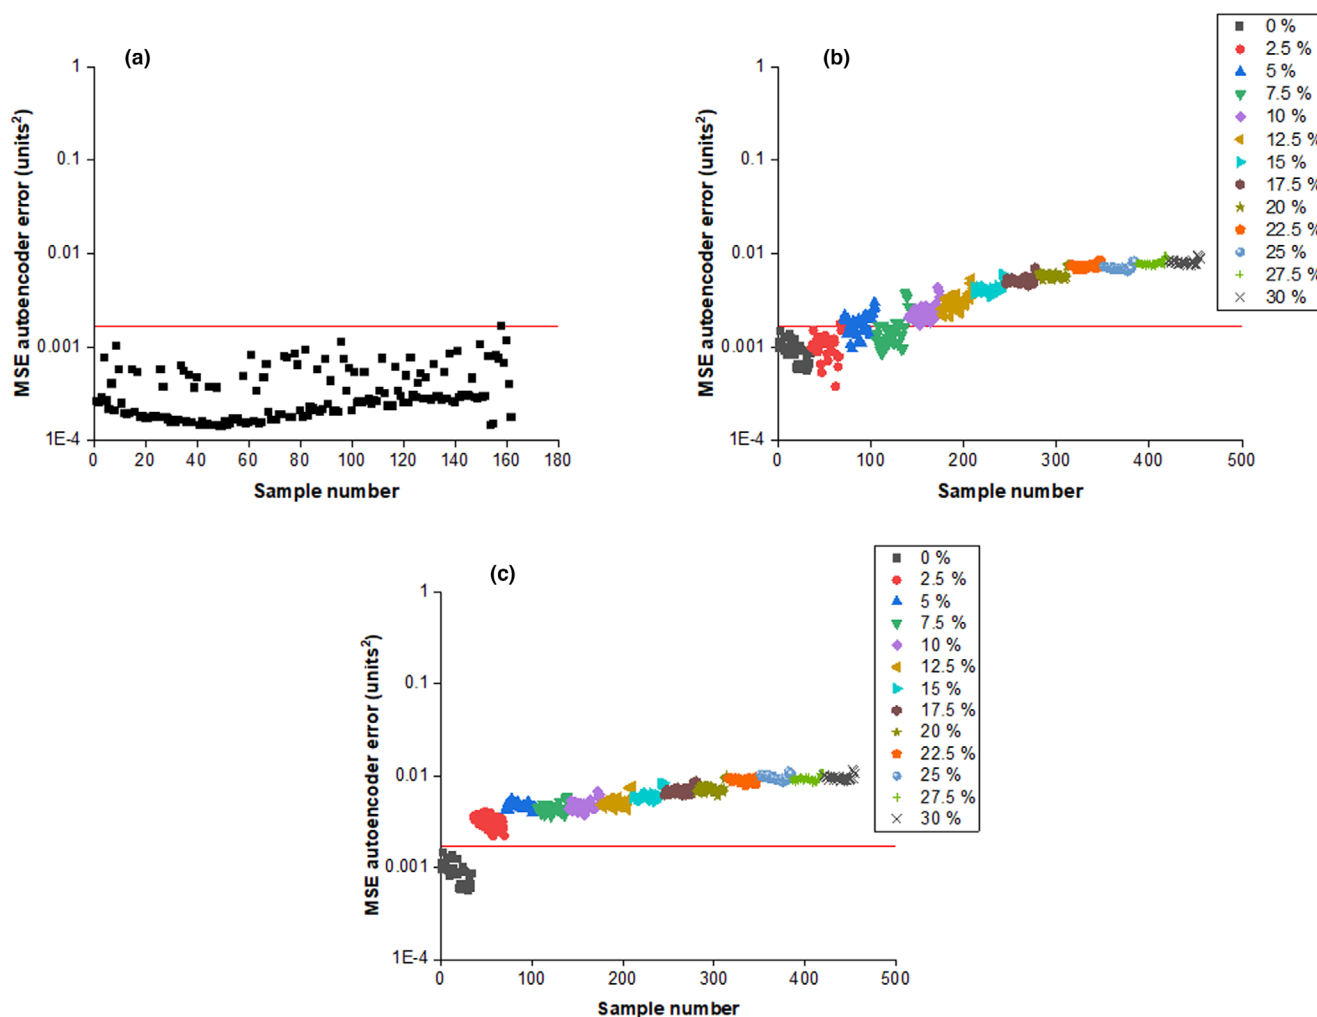 (a)
1
0.1
0.01
0.001
1E-4
MSE autoencoder error (units²)
0 20 40 60 80 100 120 140 160 180
Sample number
(b)
1
0.1
0.01
0.001
1E-4
MSE autoencoder error (units²)
0 100 200 300 400 500
Sample number
0 %
2.5 %
5 %
7.5 %
10 %
12.5 %
15 %
17.5 %
20 %
22.5 %
25 %
27.5 %
30 %
(c)
1
0.1
0.01
0.001
1E-4
MSE autoencoder error (units²)
0 100 200 300 400 500
Sample number
0 %
2.5 %
5 %
7.5 %
10 %
12.5 %
15 %
17.5 %
20 %
22.5 %
25 %
27.5 %
30 %